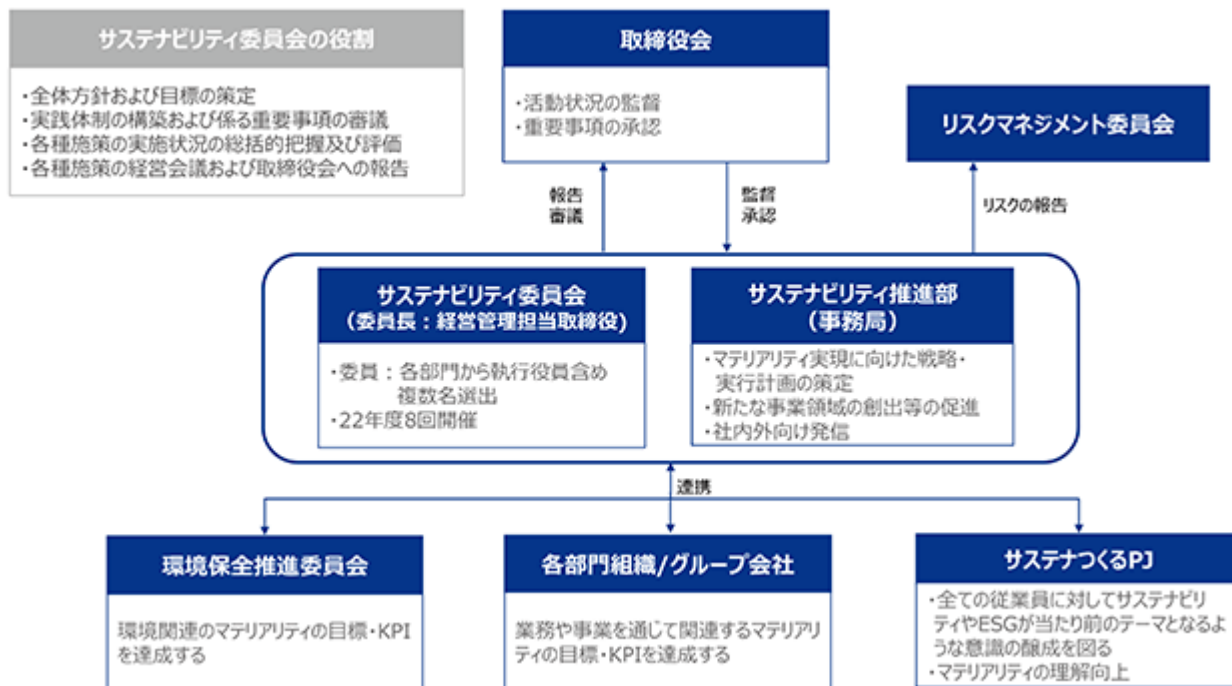 サステナビリティ委員会の役割
・全体方針および目標の策定
・実践体制の構築および係る重要事項の審議
・各種施策の実施状況の総括的把握及び評価
・各種施策の経営会議および取締役会への報告
取締役会
・活動状況の監督
・重要事項の承認
リスクマネジメント委員会
報告
審議
監督
承認
リスクの報告
サステナビリティ委員会
(委員長:経営管理担当取締役)
・委員:各部門から執行役員含め
複数名選出
・22年度8回開催
サステナビリティ推進部
(事務局)
・マテリアリティ実現に向けた戦略・
実行計画の策定
・新たな事業領域の創出等の促進
・社内外向け発信
連携
環境保全推進委員会
環境関連のマテリアリティの目標・KPI
を達成する
各部門組織/グループ会社
業務や事業を通じて関連するマテリアリ
ティの目標・KPIを達成する
サステナつくるPJ
・全ての従業員に対してサステナビリ
ティやESGが当たり前のテーマとなるよ
うな意識の醸成を図る
・マテリアリティの理解向上